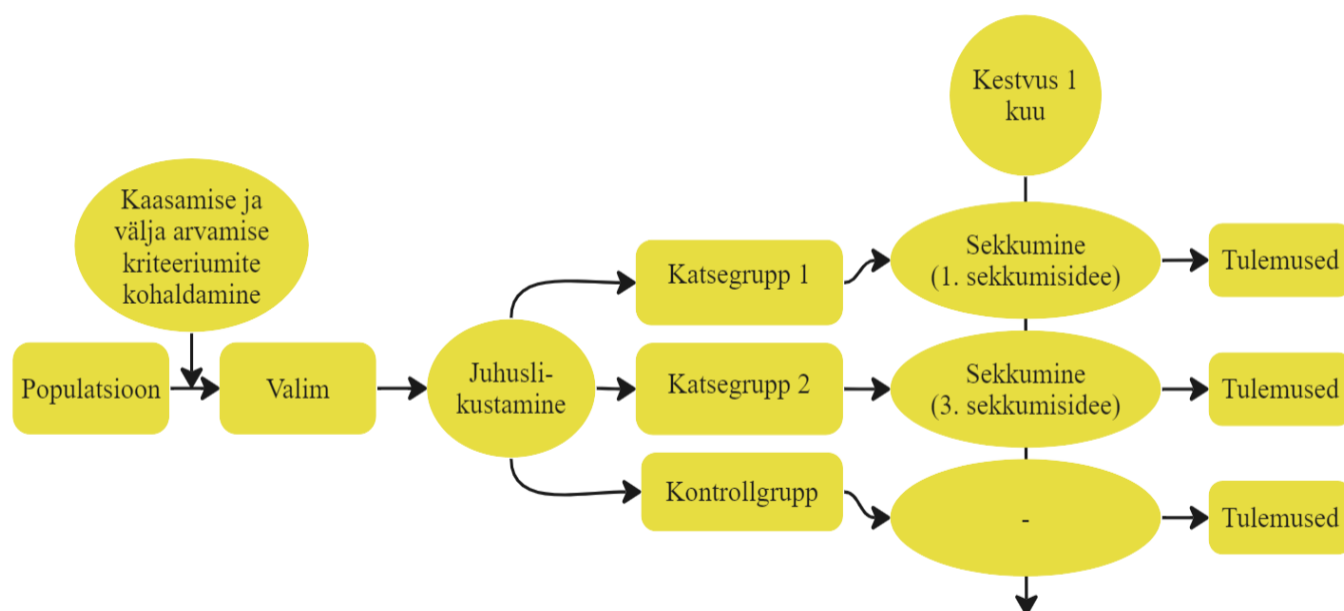 Kestvus 1
kuu
Kaasamise ja
välja arvamise
kriteeriumite
kohaldamine
Populatsioon
Valim
Juhusli-
kustamine
Katsegrupp 1
Sekkumine
(1. sekkumisidee)
Tulemused
Katsegrupp 2
Sekkumine
(3. sekkumisidee)
Tulemused
Kontrollgrupp
-
Tulemused